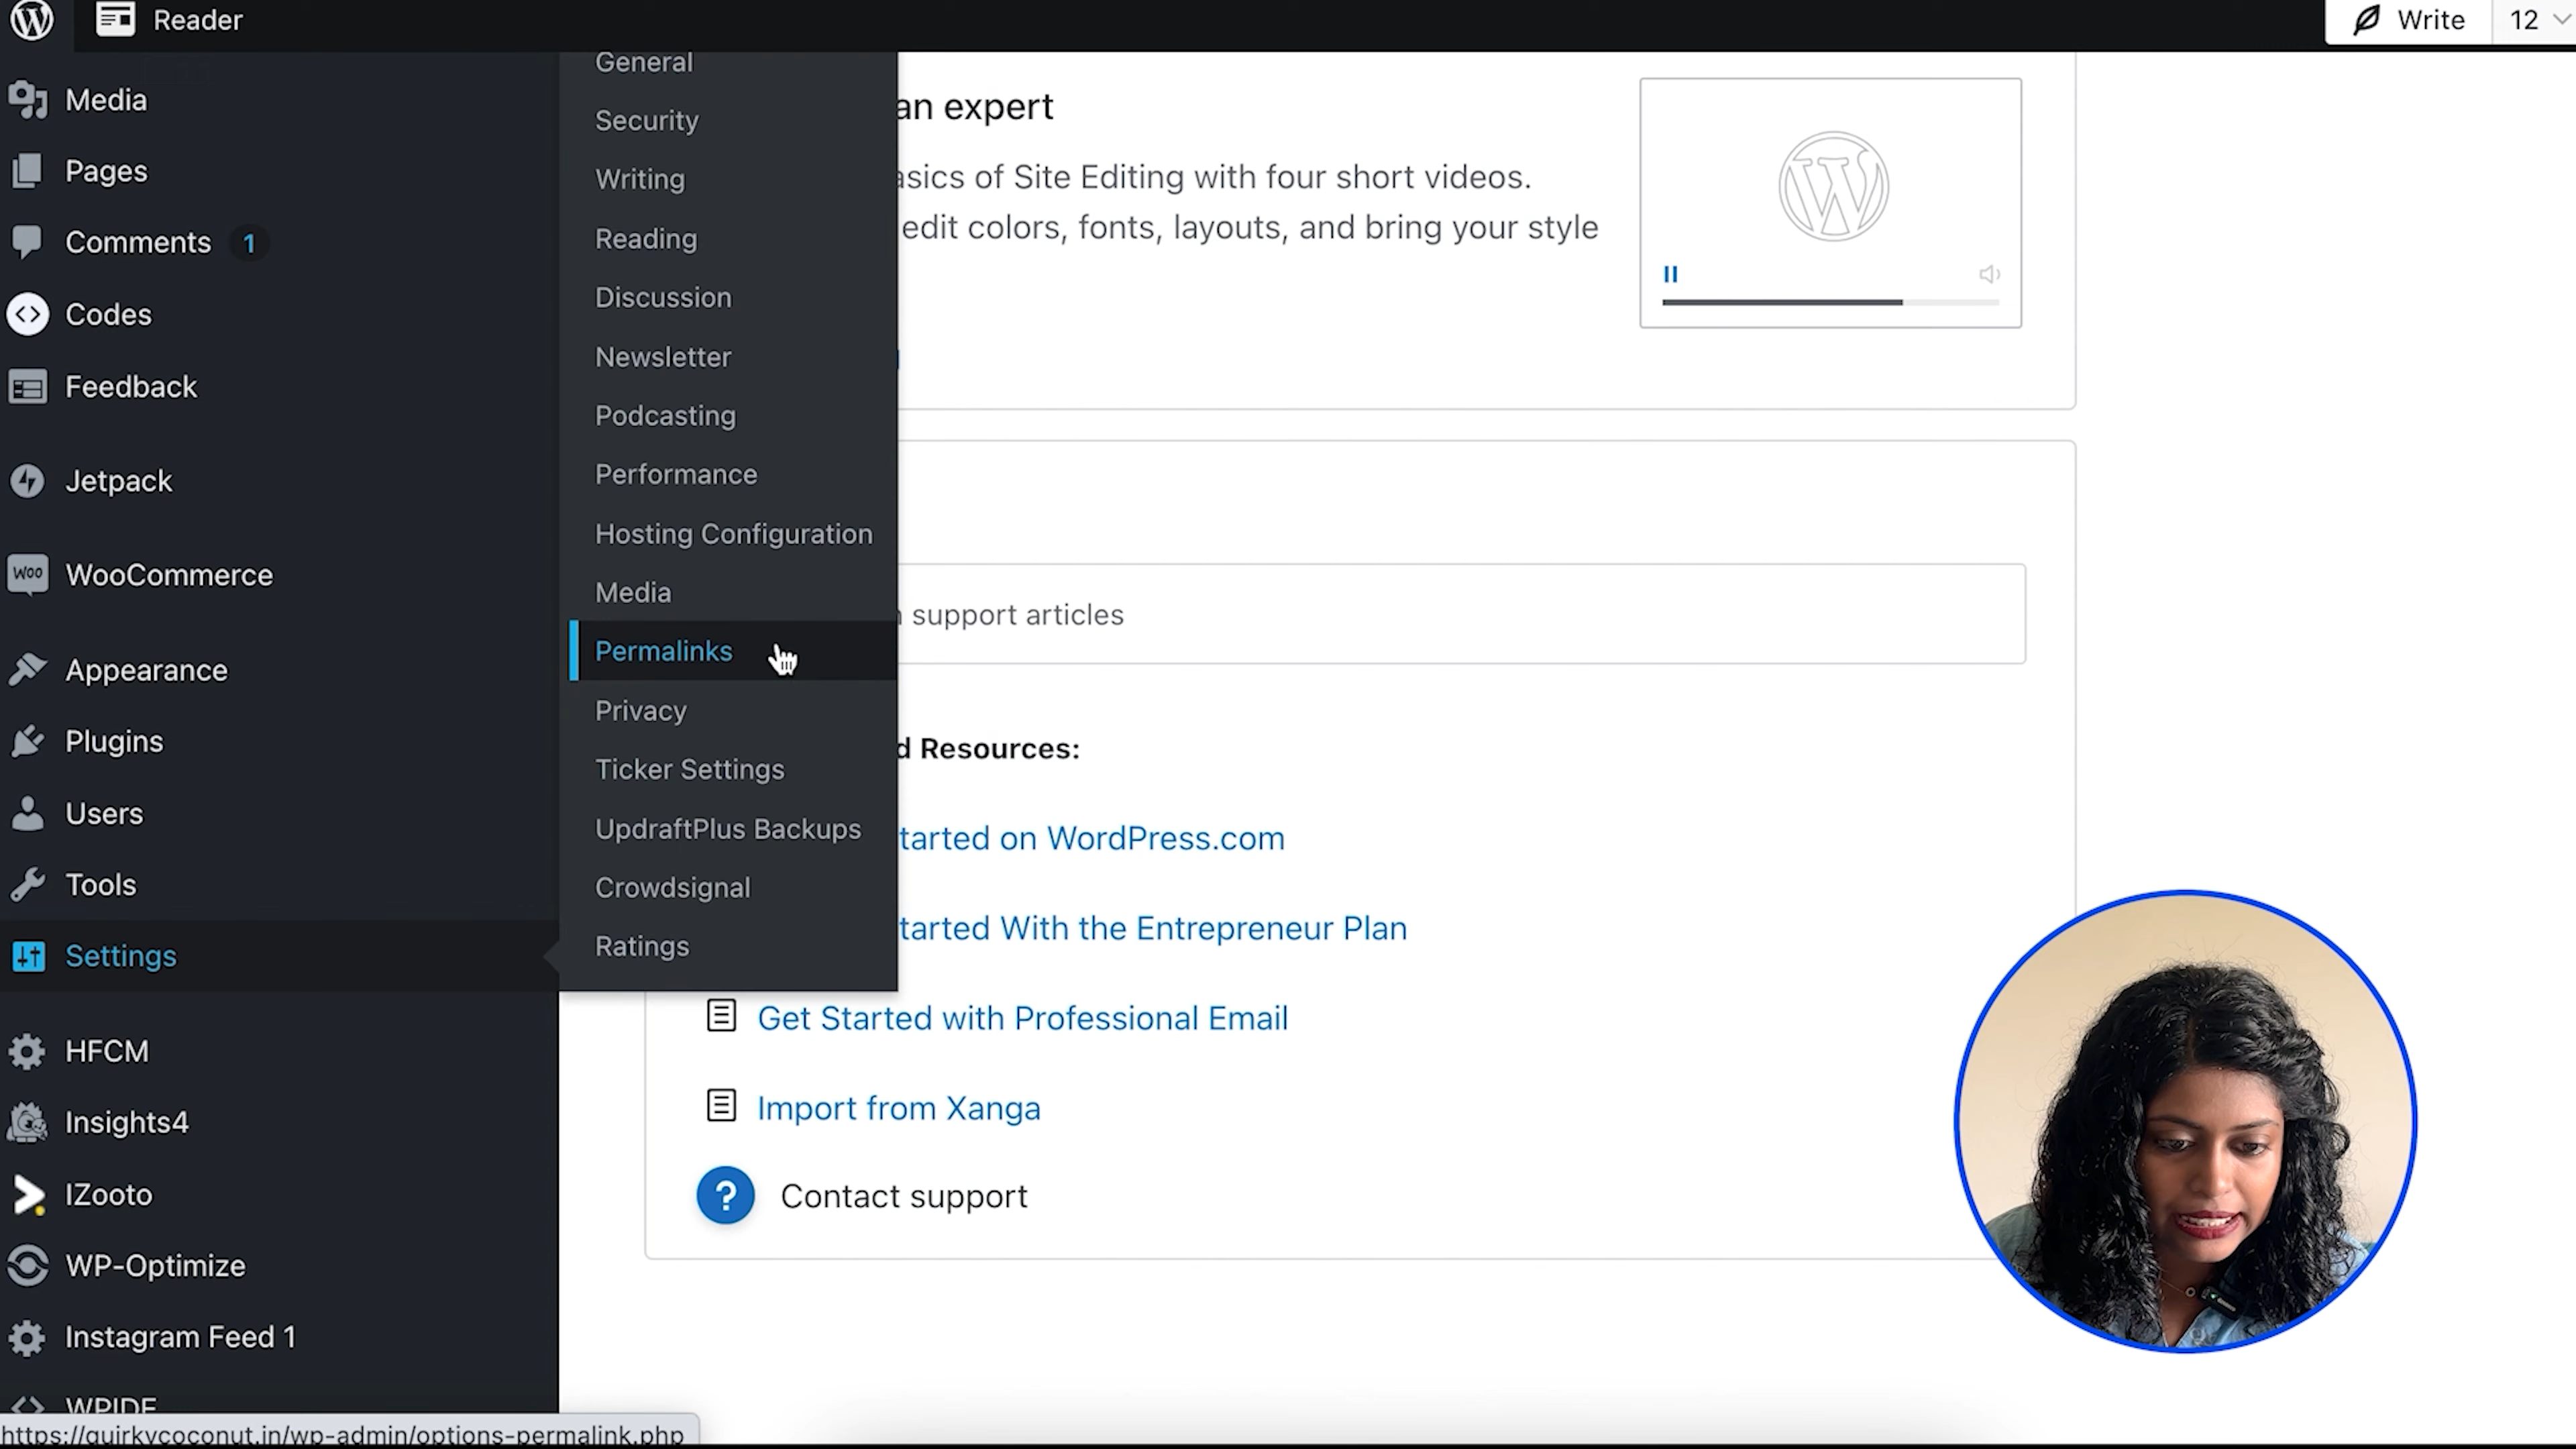 Reader
Write 12
Media
Pages
Comments 1
Codes
Feedback
Jetpack
Woo WooCommerce
Appearance
Plugins
Users
Tools
Settings
HFCM
Insights4
IZooto
WP-Optimize
Instagram Feed 1
WPIDE
https://quirkycoconut.in/wp-admin/options-permalink.php
General
Security
Writing
Reading
Discussion
Newsletter
Podcasting
Performance
Hosting Configuration
Media
Permalinks
Privacy
Ticker Settings
UpdraftPlus Backups
Crowdsignal
Ratings
an expert
asics of Site Editing with four short videos.
edit colors, fonts, layouts, and bring your style
support articles
d Resources:
tarted on WordPress.com
tarted With the Entrepreneur Plan
Get Started with Professional Email
Import from Xanga
? Contact support